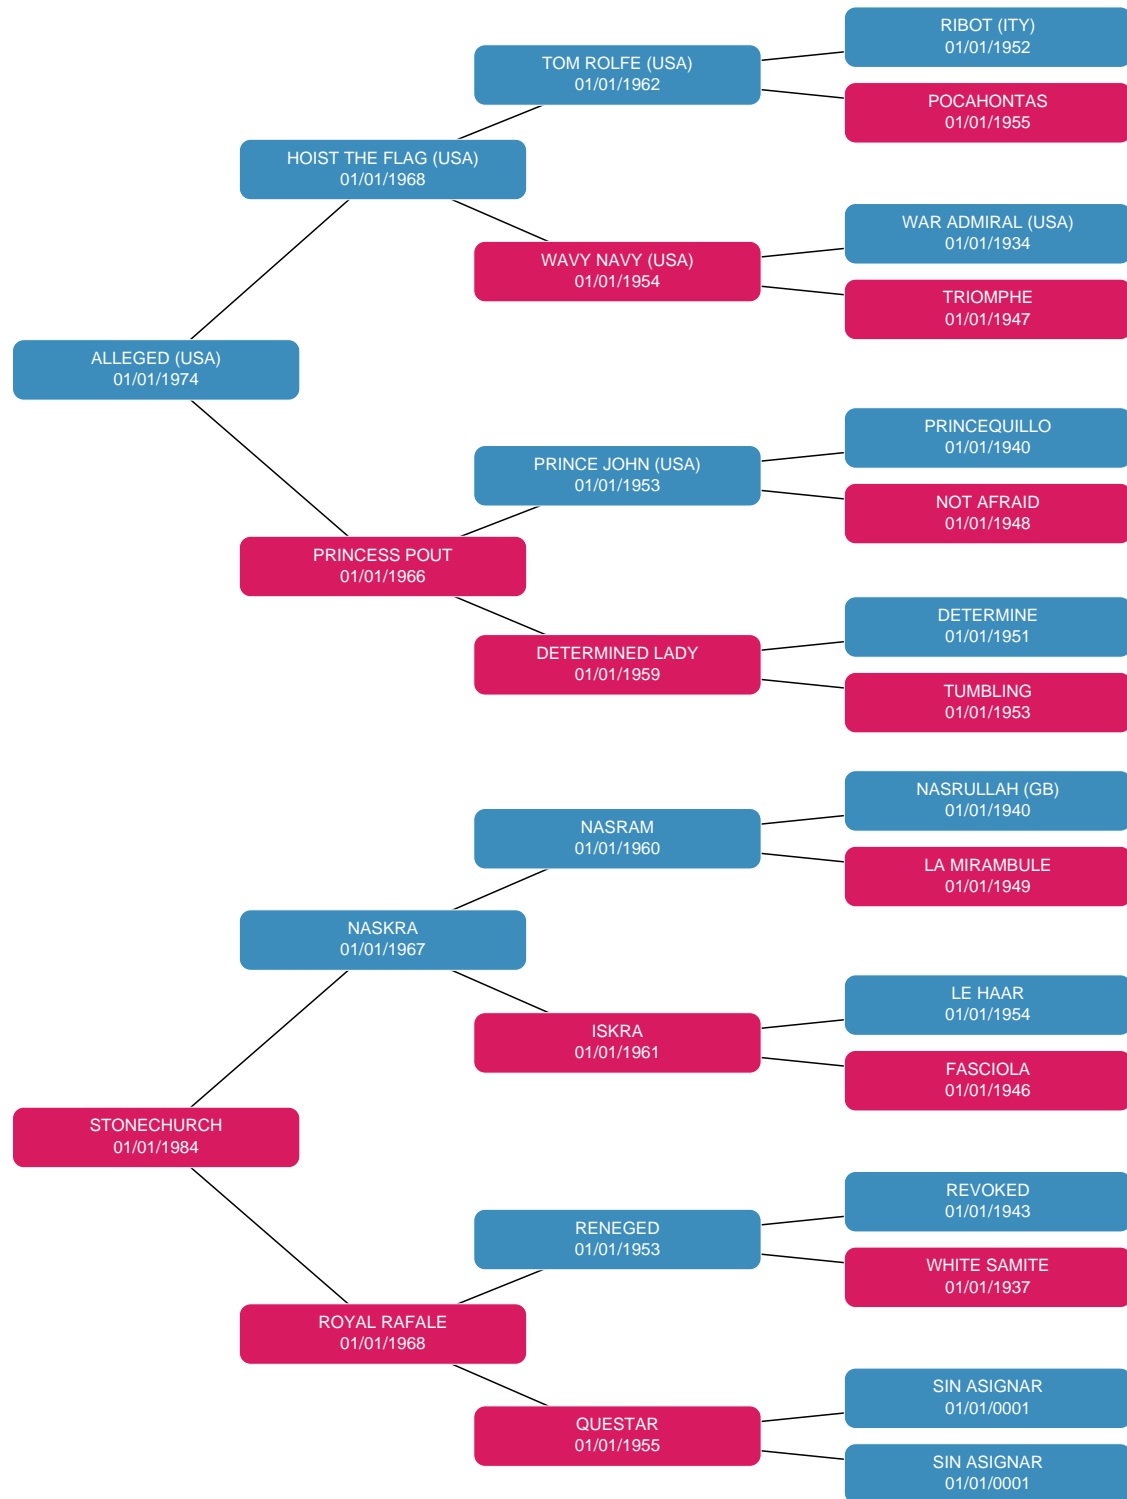 RIBOT (ITY)
01/01/1952
TOM ROLFE (USA)
01/01/1962
POCAHONTAS
01/01/1955
HOIST THE FLAG (USA)
01/01/1968
WAR ADMIRAL (USA)
01/01/1934
WAVY NAVY (USA)
01/01/1954
TRIOMPHE
01/01/1947
ALLEGED (USA)
01/01/1974
PRINCEQUILLO
01/01/1940
PRINCE JOHN (USA)
01/01/1953
NOT AFRAID
01/01/1948
PRINCESS POUT
01/01/1966
DETERMINE
01/01/1951
DETERMINED LADY
01/01/1959
TUMBLING
01/01/1953
NASRULLAH (GB)
01/01/1940
NASRAM
01/01/1960
LA MIRAMBULE
01/01/1949
NASKRA
01/01/1967
LE HAAR
01/01/1954
ISKRA
01/01/1961
FASCIOLA
01/01/1946
STONECHURCH
01/01/1984
REVOKED
01/01/1943
RENEGED
01/01/1953
WHITE SAMITE
01/01/1937
ROYAL RAFALE
01/01/1968
SIN ASIGNAR
01/01/0001
QUESTAR
01/01/1955
SIN ASIGNAR
01/01/0001